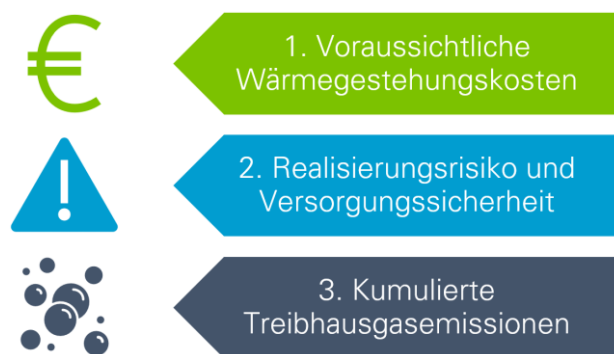 1. Voraussichtliche
Wärmegestehungskosten
2. Realisierungsrisiko und
Versorgungssicherheit
3. Kumulierte
Treibhausgasemissionen